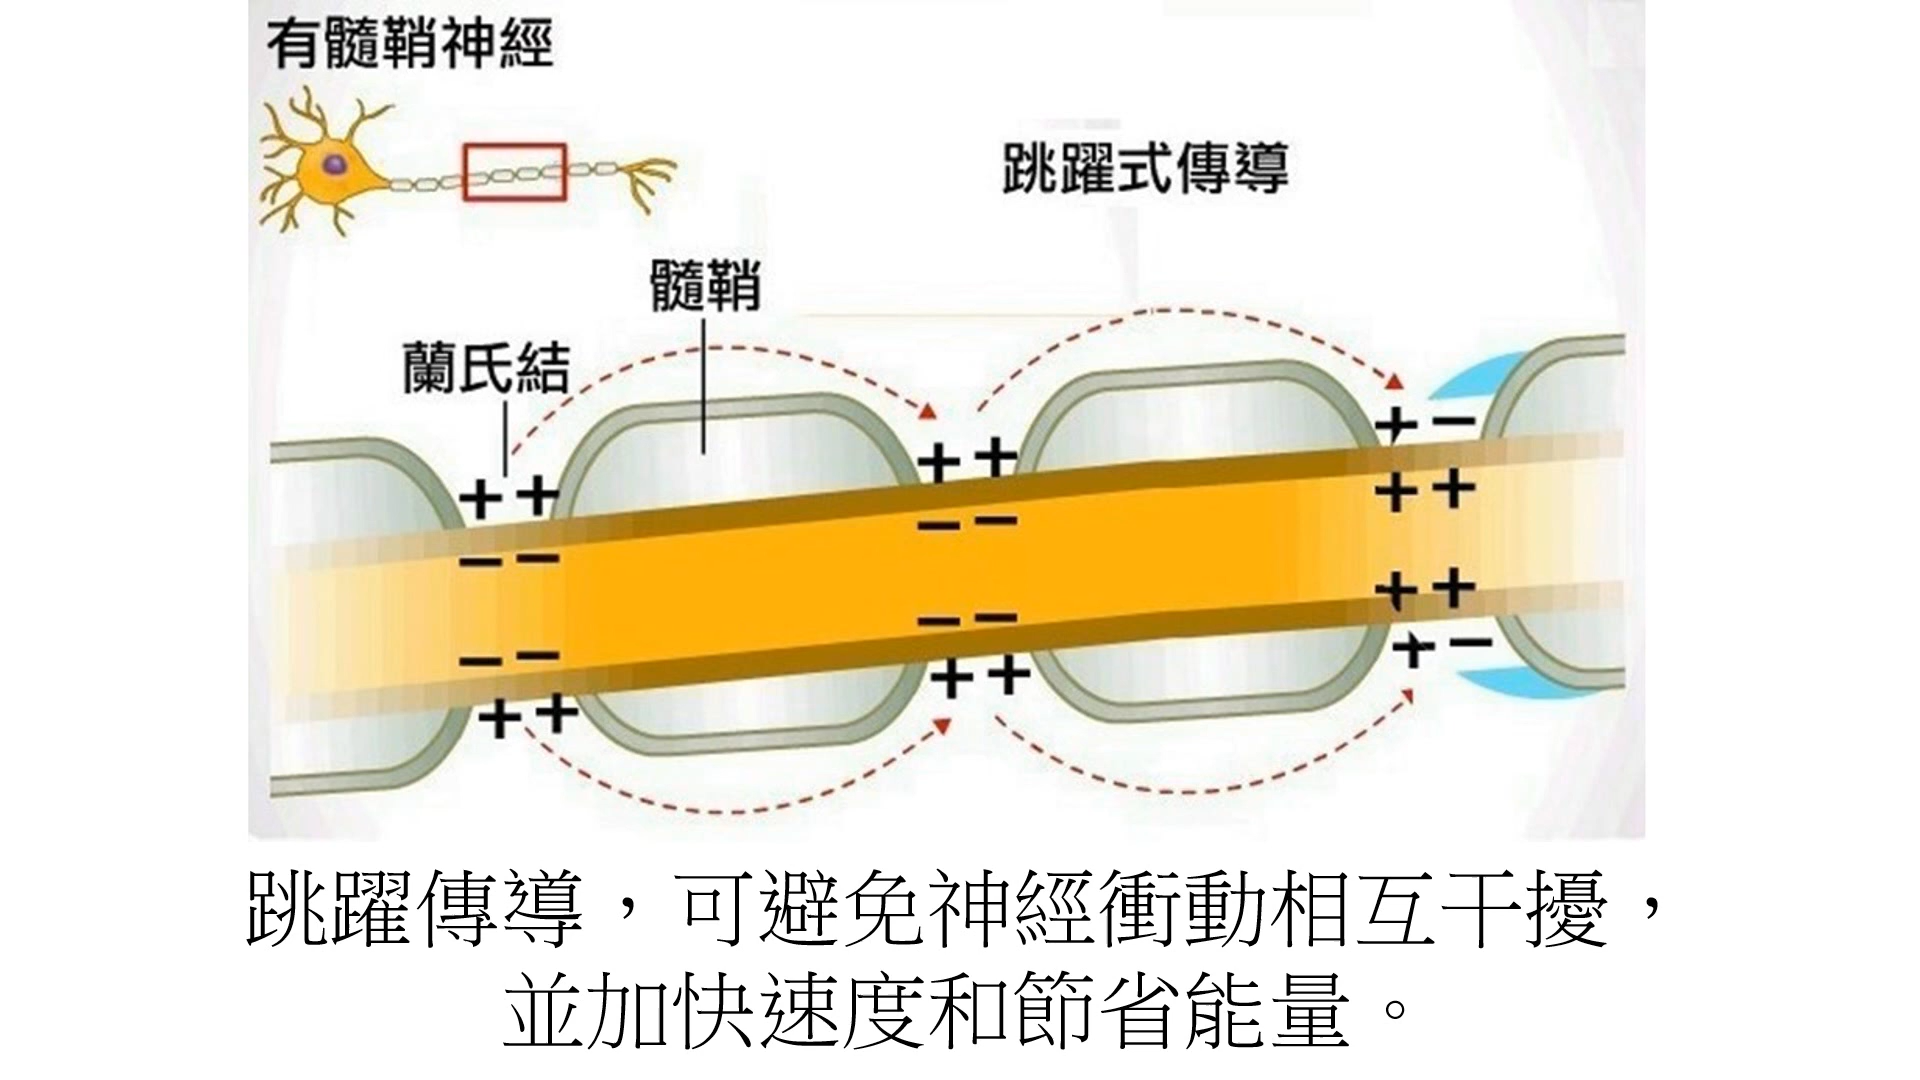 有髓鞘神經
跳躍式傳導
髓鞘
蘭氏結
+ + + + + −
− − − − + +
− − − − + +
+ + + + + −
跳躍傳導，可避免神經衝動相互干擾，
並加快速度和節省能量。